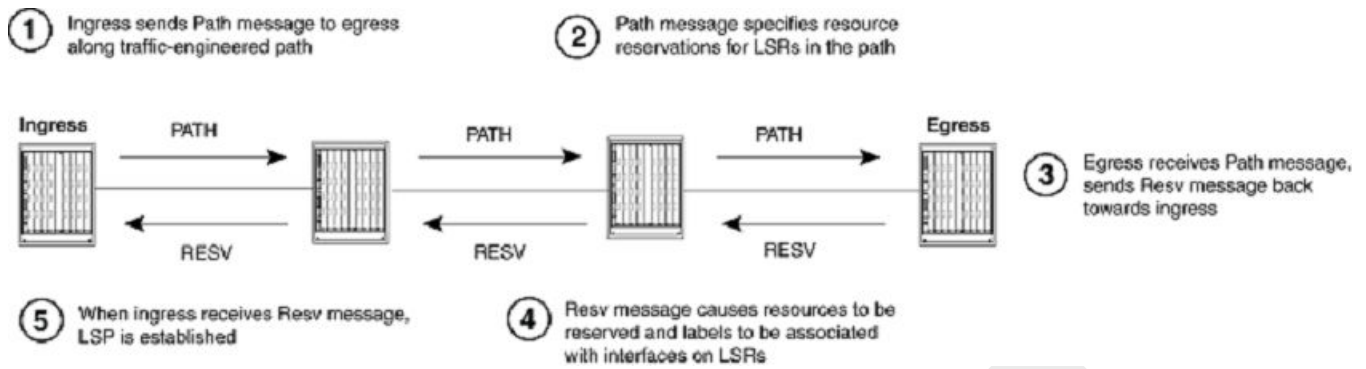 1
Ingress sends Path message to egress
along traffic-engineered path
2
Path message specifies resource
reservations for LSRs in the path
Ingress
PATH
PATH
PATH
Egress
3
Egress receives Path message,
sends Resv message back
towards ingress
RESV
RESV
RESV
5
When ingress receives Resv message,
LSP is established
4
Resv message causes resources to be
reserved and labels to be associated
with interfaces on LSRs